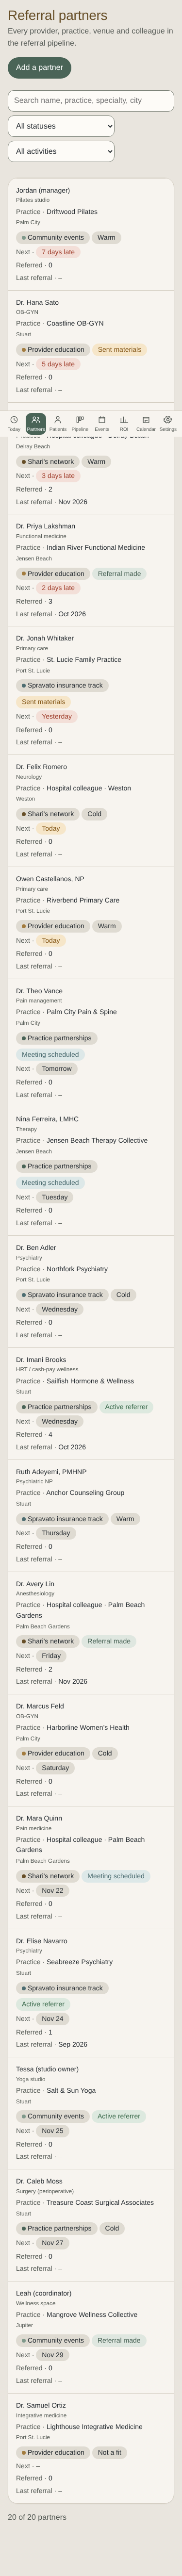 Referral partners
Every provider, practice, venue and colleague in
the referral pipeline.
Add a partner
Search name, practice, specialty, city
All statuses
All activities
Jordan (manager)
Pilates studio
Practice · Driftwood Pilates
Palm City
Community events Warm
Next · 7 days late
Referred · 0
Last referral · –
Dr. Hana Sato
OB-GYN
Practice · Coastline OB-GYN
Stuart
Provider education Sent materials
Next · 5 days late
Referred · 0
Last referral · –
Today Partners Patients Pipeline Events ROI Calendar Settings
Delray Beach
Shari's network Warm
Next · 3 days late
Referred · 2
Last referral · Nov 2026
Dr. Priya Lakshman
Functional medicine
Practice · Indian River Functional Medicine
Jensen Beach
Provider education Referral made
Next · 2 days late
Referred · 3
Last referral · Oct 2026
Dr. Jonah Whitaker
Primary care
Practice · St. Lucie Family Practice
Port St. Lucie
Spravato insurance track
Sent materials
Next · Yesterday
Referred · 0
Last referral · –
Dr. Felix Romero
Neurology
Practice · Hospital colleague · Weston
Weston
Shari's network Cold
Next · Today
Referred · 0
Last referral · –
Owen Castellanos, NP
Primary care
Practice · Riverbend Primary Care
Port St. Lucie
Provider education Warm
Next · Today
Referred · 0
Last referral · –
Dr. Theo Vance
Pain management
Practice · Palm City Pain & Spine
Palm City
Practice partnerships
Meeting scheduled
Next · Tomorrow
Referred · 0
Last referral · –
Nina Ferreira, LMHC
Therapy
Practice · Jensen Beach Therapy Collective
Jensen Beach
Practice partnerships
Meeting scheduled
Next · Tuesday
Referred · 0
Last referral · –
Dr. Ben Adler
Psychiatry
Practice · Northfork Psychiatry
Port St. Lucie
Spravato insurance track Cold
Next · Wednesday
Referred · 0
Last referral · –
Dr. Imani Brooks
HRT / cash-pay wellness
Practice · Sailfish Hormone & Wellness
Stuart
Practice partnerships Active referrer
Next · Wednesday
Referred · 4
Last referral · Oct 2026
Ruth Adeyemi, PMHNP
Psychiatric NP
Practice · Anchor Counseling Group
Stuart
Spravato insurance track Warm
Next · Thursday
Referred · 0
Last referral · –
Dr. Avery Lin
Anesthesiology
Practice · Hospital colleague · Palm Beach
Gardens
Palm Beach Gardens
Shari's network Referral made
Next · Friday
Referred · 2
Last referral · Nov 2026
Dr. Marcus Feld
OB-GYN
Practice · Harborline Women's Health
Palm City
Provider education Cold
Next · Saturday
Referred · 0
Last referral · –
Dr. Mara Quinn
Pain medicine
Practice · Hospital colleague · Palm Beach
Gardens
Palm Beach Gardens
Shari's network Meeting scheduled
Next · Nov 22
Referred · 0
Last referral · –
Dr. Elise Navarro
Psychiatry
Practice · Seabreeze Psychiatry
Stuart
Spravato insurance track
Active referrer
Next · Nov 24
Referred · 1
Last referral · Sep 2026
Tessa (studio owner)
Yoga studio
Practice · Salt & Sun Yoga
Stuart
Community events Active referrer
Next · Nov 25
Referred · 0
Last referral · –
Dr. Caleb Moss
Surgery (perioperative)
Practice · Treasure Coast Surgical Associates
Stuart
Practice partnerships Cold
Next · Nov 27
Referred · 0
Last referral · –
Leah (coordinator)
Wellness space
Practice · Mangrove Wellness Collective
Jupiter
Community events Referral made
Next · Nov 29
Referred · 0
Last referral · –
Dr. Samuel Ortiz
Integrative medicine
Practice · Lighthouse Integrative Medicine
Port St. Lucie
Provider education Not a fit
Next · –
Referred · 0
Last referral · –
20 of 20 partners